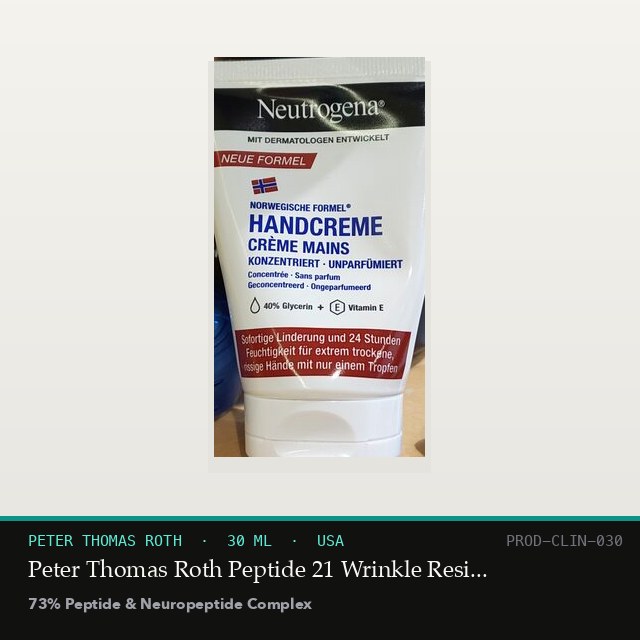 Neutrogena®
MIT DERMATOLOGEN ENTWICKELT
NEUE FORMEL
NORWEGISCHE FORMEL®
HANDCREME
CRÈME MAINS
KONZENTRIERT · UNPARFÜMIERT
Concentrée · Sans parfum
Geconcentreerd · Ongeparfumeerd
40% Glycerin + E Vitamin E
Sofortige Linderung und 24 Stunden
Feuchtigkeit für extrem trockene,
rissige Hände mit nur einem Tropfen
PETER THOMAS ROTH · 30 ML · USA
PROD–CLIN–030
Peter Thomas Roth Peptide 21 Wrinkle Resi...
73% Peptide & Neuropeptide Complex